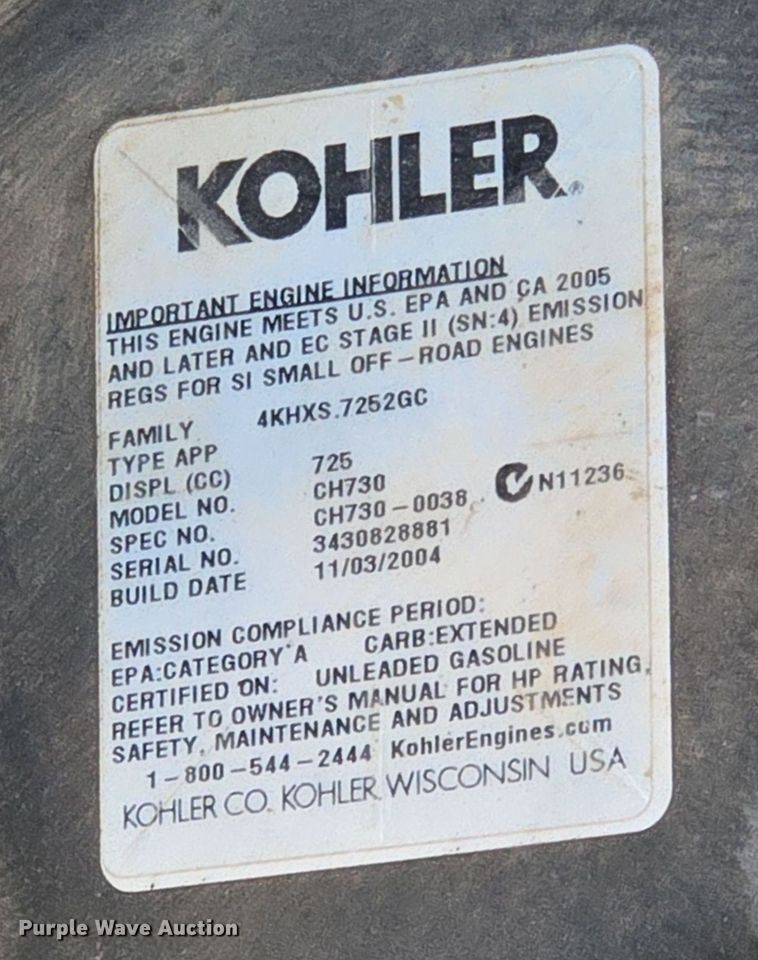 KOHLER®
IMPORTANT ENGINE INFORMATION
THIS ENGINE MEETS U.S. EPA AND CA 2005
AND LATER AND EC STAGE II (SN:4) EMISSION
REGS FOR SI SMALL OFF-ROAD ENGINES
FAMILY 4KHXS.7252GC
TYPE APP
DISPL (CC) 725
MODEL NO. CH730
SPEC NO. CH730-0038 N11236
SERIAL NO. 3430828881
BUILD DATE 11/03/2004
EMISSION COMPLIANCE PERIOD:
EPA:CATEGORY A CARB:EXTENDED
CERTIFIED ON: UNLEADED GASOLINE
REFER TO OWNER'S MANUAL FOR HP RATING,
SAFETY, MAINTENANCE AND ADJUSTMENTS
1-800-544-2444 KohlerEngines.com
KOHLER CO. KOHLER, WISCONSIN USA
Purple Wave Auction